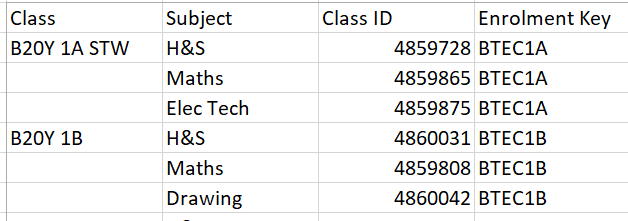 Class Subject Class ID Enrolment Key
B20Y 1A STW H&S 4859728 BTEC1A
Maths 4859865 BTEC1A
Elec Tech 4859875 BTEC1A
B20Y 1B H&S 4860031 BTEC1B
Maths 4859808 BTEC1B
Drawing 4860042 BTEC1B